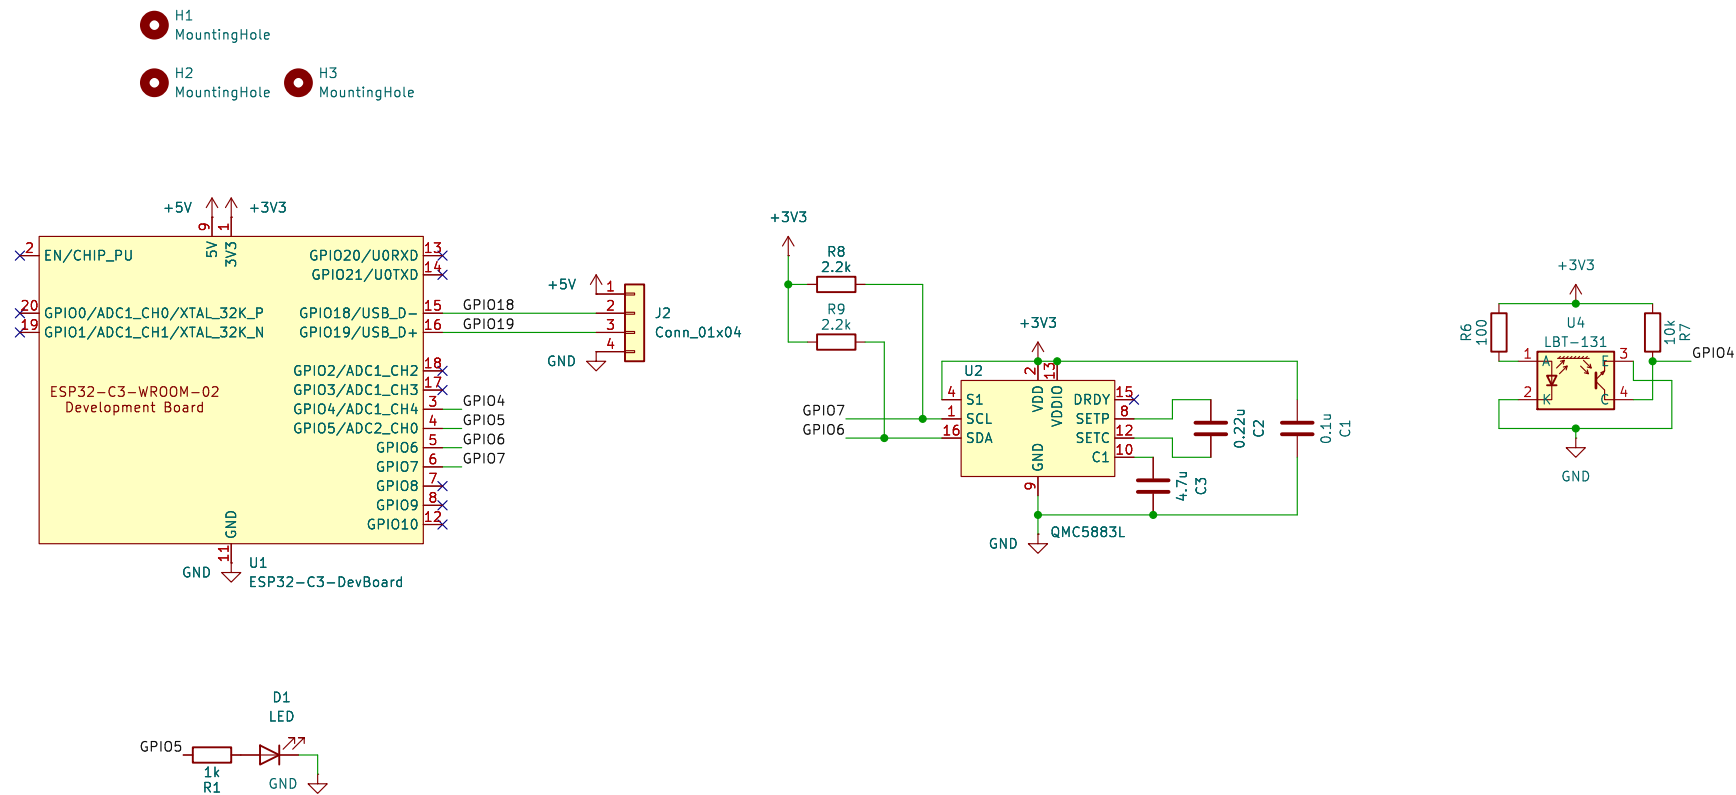 H1
MountingHole
H2
MountingHole
H3
MountingHole
+5V
+3V3
9
1
5V
3V3
2
EN/CHIP_PU
20
GPIO0/ADC1_CH0/XTAL_32K_P
19
GPIO1/ADC1_CH1/XTAL_32K_N
GPIO20/U0RXD
13
GPIO21/U0TXD
14
GPIO18/USB_D-
15
GPIO18
GPIO19/USB_D+
16
GPIO19
GPIO2/ADC1_CH2
18
GPIO3/ADC1_CH3
17
GPIO4/ADC1_CH4
3
GPIO4
GPIO5/ADC2_CH0
4
GPIO5
GPIO6
5
GPIO6
GPIO7
6
GPIO7
GPIO8
7
GPIO9
8
GPIO10
12
ESP32-C3-WROOM-02
Development Board
GND
11
GND
U1
ESP32-C3-DevBoard
+5V
1
2
3
4
GND
J2
Conn_01x04
+3V3
R8
2.2k
R9
2.2k
+3V3
U2
2
13
VDD
VDDIO
4
S1
GPIO7
1
SCL
GPIO6
16
SDA
DRDY
15
SETP
8
SETC
12
C1
10
GND
9
GND
QMC5883L
0.22u
C2
4.7u
C3
0.1u
C1
+3V3
R6
100
U4
LBT-131
10k
R7
GPIO4
1
A
2
K
E
3
C
4
GND
D1
LED
GPIO5
1k
R1
GND